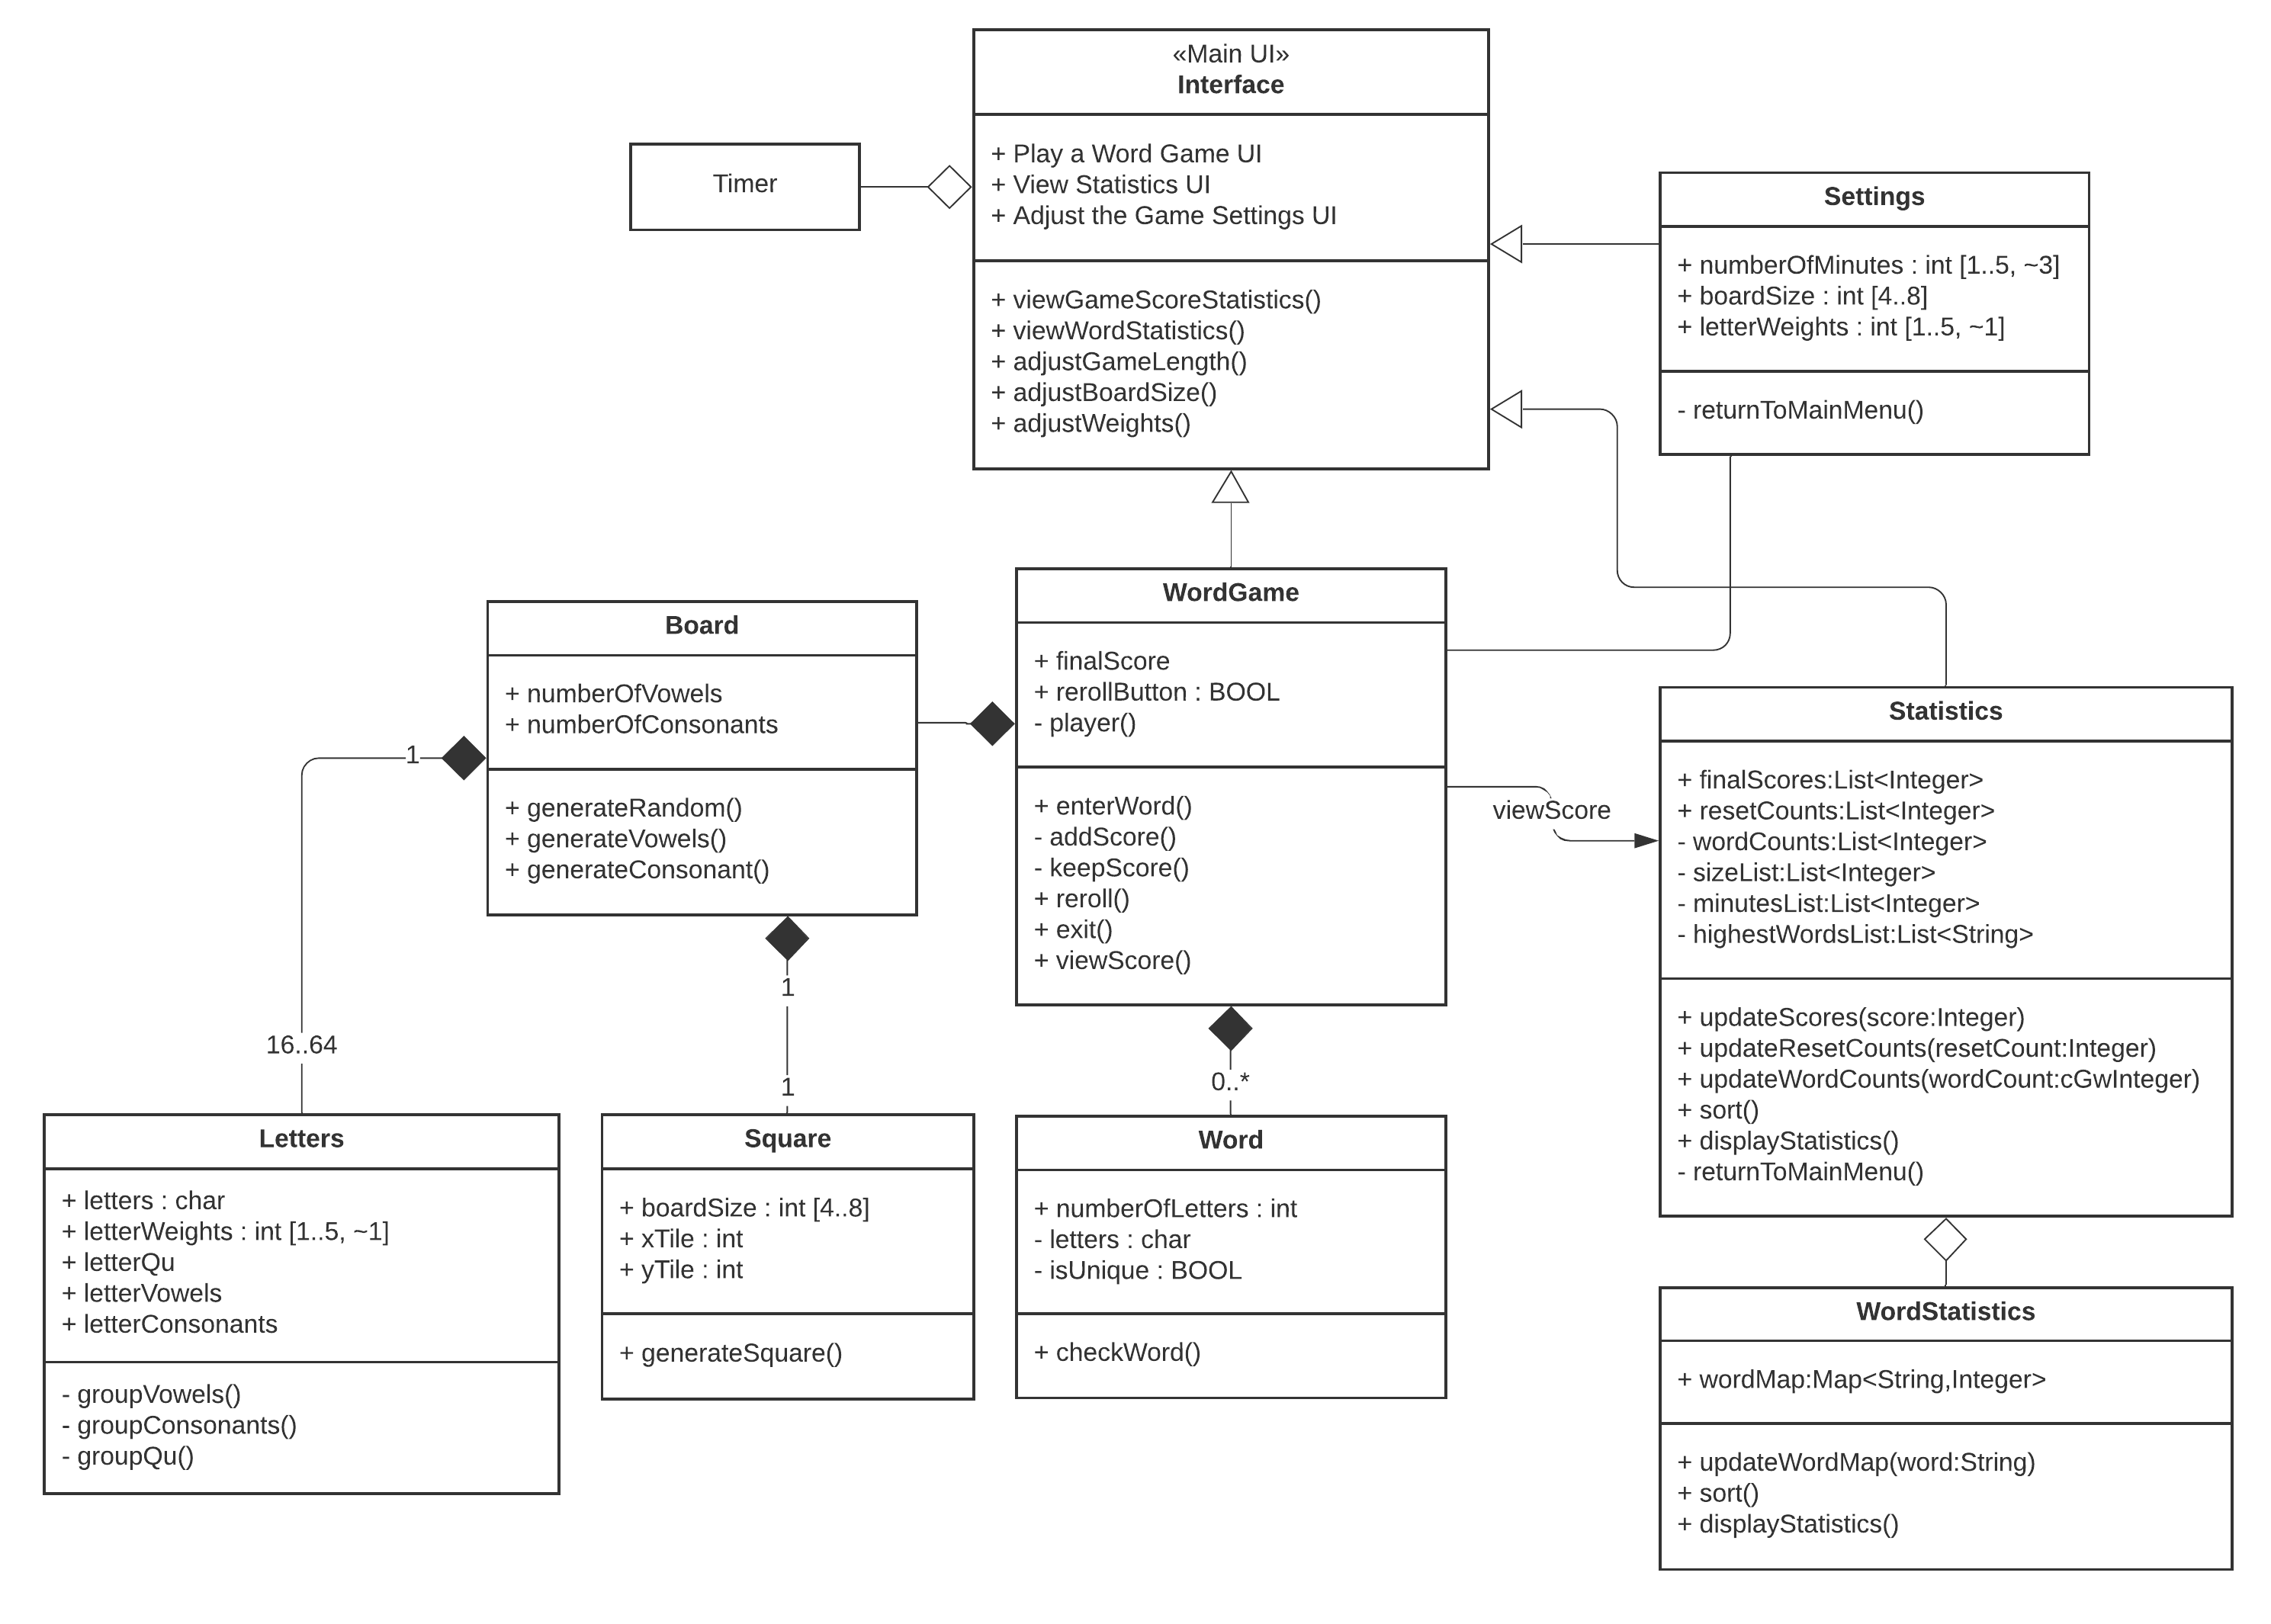 «Main UI»
Interface
+ Play a Word Game UI
+ View Statistics UI
+ Adjust the Game Settings UI
+ viewGameScoreStatistics()
+ viewWordStatistics()
+ adjustGameLength()
+ adjustBoardSize()
+ adjustWeights()
Timer
Settings
+ numberOfMinutes : int [1..5, ~3]
+ boardSize : int [4..8]
+ letterWeights : int [1..5, ~1]
- returnToMainMenu()
Board
+ numberOfVowels
+ numberOfConsonants
+ generateRandom()
+ generateVowels()
+ generateConsonant()
WordGame
+ finalScore
+ rerollButton : BOOL
- player()
+ enterWord()
- addScore()
- keepScore()
+ reroll()
+ exit()
+ viewScore()
viewScore
Statistics
+ finalScores:List<Integer>
+ resetCounts:List<Integer>
- wordCounts:List<Integer>
- sizeList:List<Integer>
- minutesList:List<Integer>
- highestWordsList:List<String>
+ updateScores(score:Integer)
+ updateResetCounts(resetCount:Integer)
+ updateWordCounts(wordCount:cGwInteger)
+ sort()
+ displayStatistics()
- returnToMainMenu()
1
16..64
1
1
0..*
Letters
+ letters : char
+ letterWeights : int [1..5, ~1]
+ letterQu
+ letterVowels
+ letterConsonants
- groupVowels()
- groupConsonants()
- groupQu()
Square
+ boardSize : int [4..8]
+ xTile : int
+ yTile : int
+ generateSquare()
Word
+ numberOfLetters : int
- letters : char
- isUnique : BOOL
+ checkWord()
WordStatistics
+ wordMap:Map<String,Integer>
+ updateWordMap(word:String)
+ sort()
+ displayStatistics()